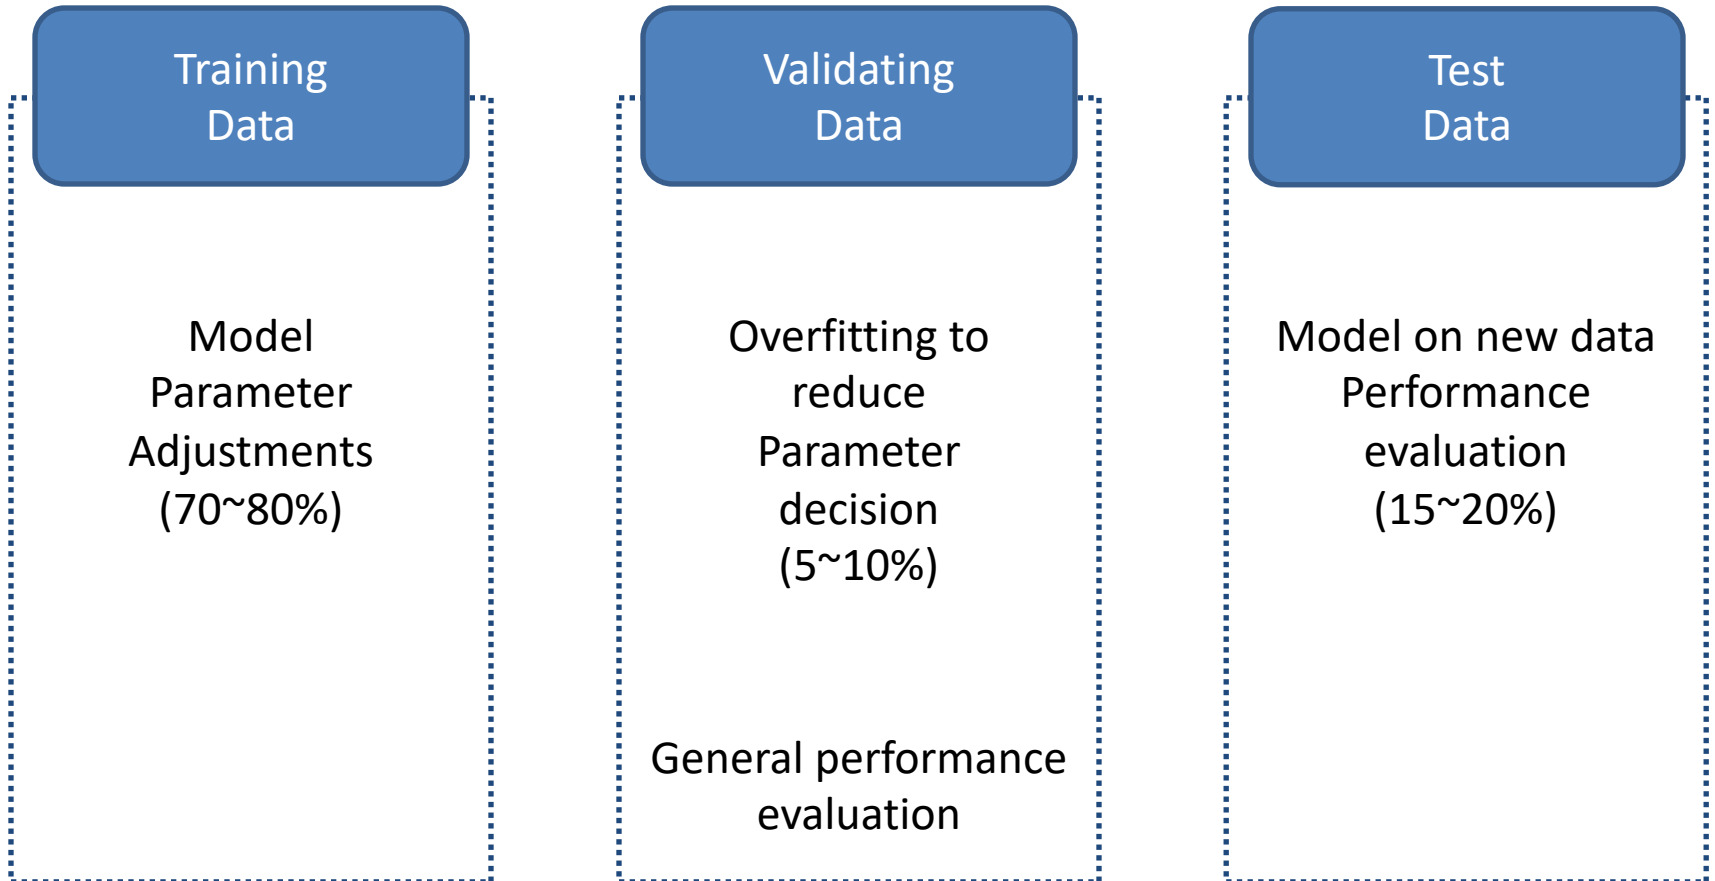 Training
Data
Model
Parameter
Adjustments
(70~80%)
Validating
Data
Overfitting to
reduce
Parameter
decision
(5~10%)
General performance
evaluation
Test
Data
Model on new data
Performance
evaluation
(15~20%)